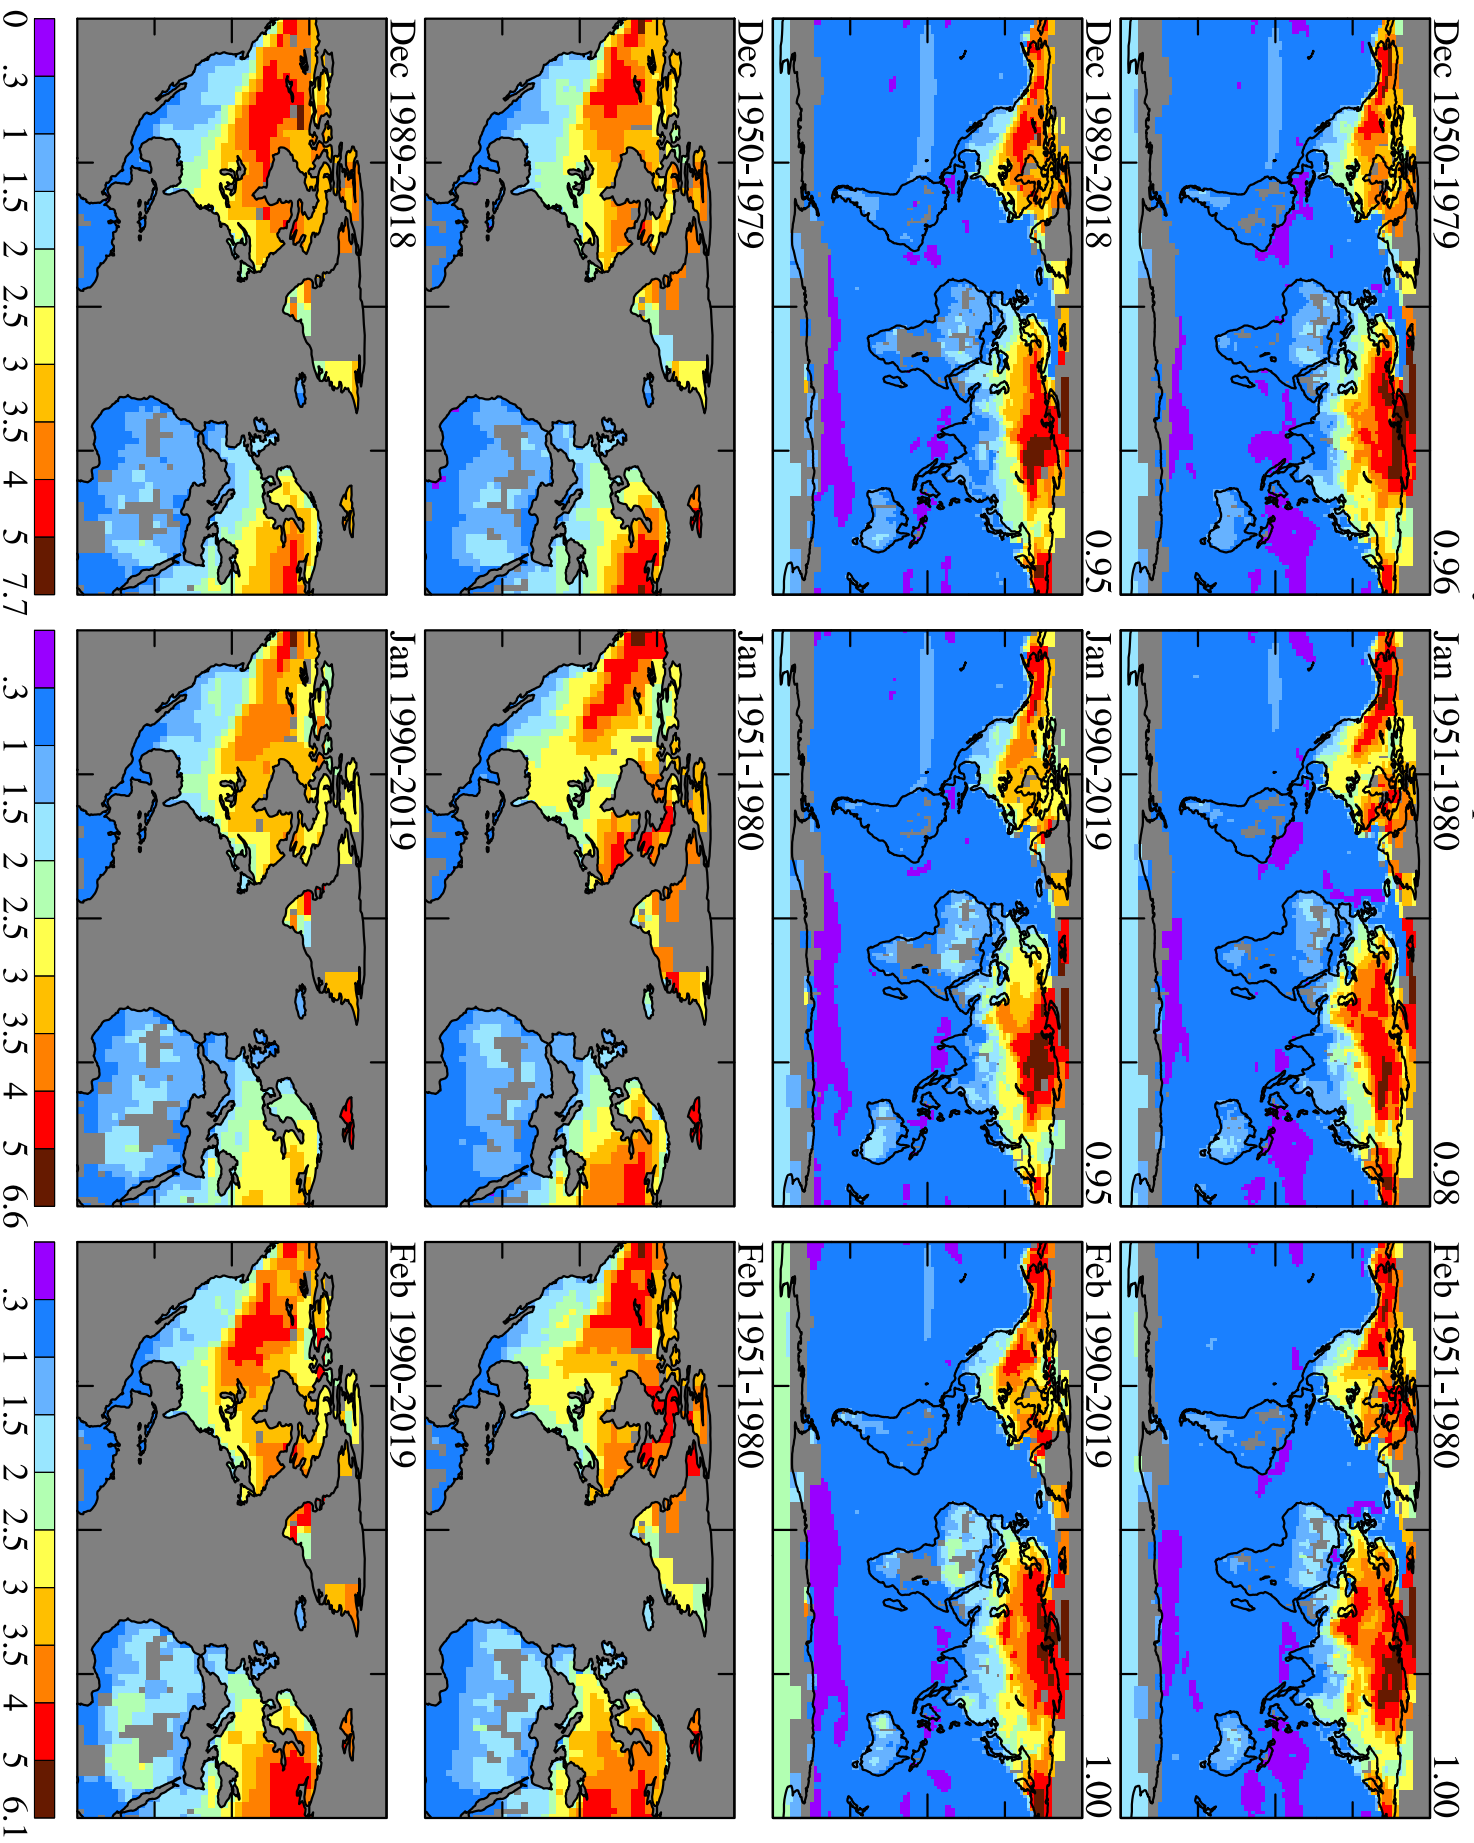 Dec 1950-1979 0.96
Jan 1951-1980 0.98
Feb 1951-1980 1.00
Dec 1989-2018 0.95
Jan 1990-2019 0.95
Feb 1990-2019 1.00
Dec 1950-1979
Jan 1951-1980
Feb 1951-1980
Dec 1989-2018
Jan 1990-2019
Feb 1990-2019
0 .3 1 1.5 2 2.5 3 3.5 4 5 7.7
.3 1 1.5 2 2.5 3 3.5 4 5 6.6
.3 1 1.5 2 2.5 3 3.5 4 5 6.1